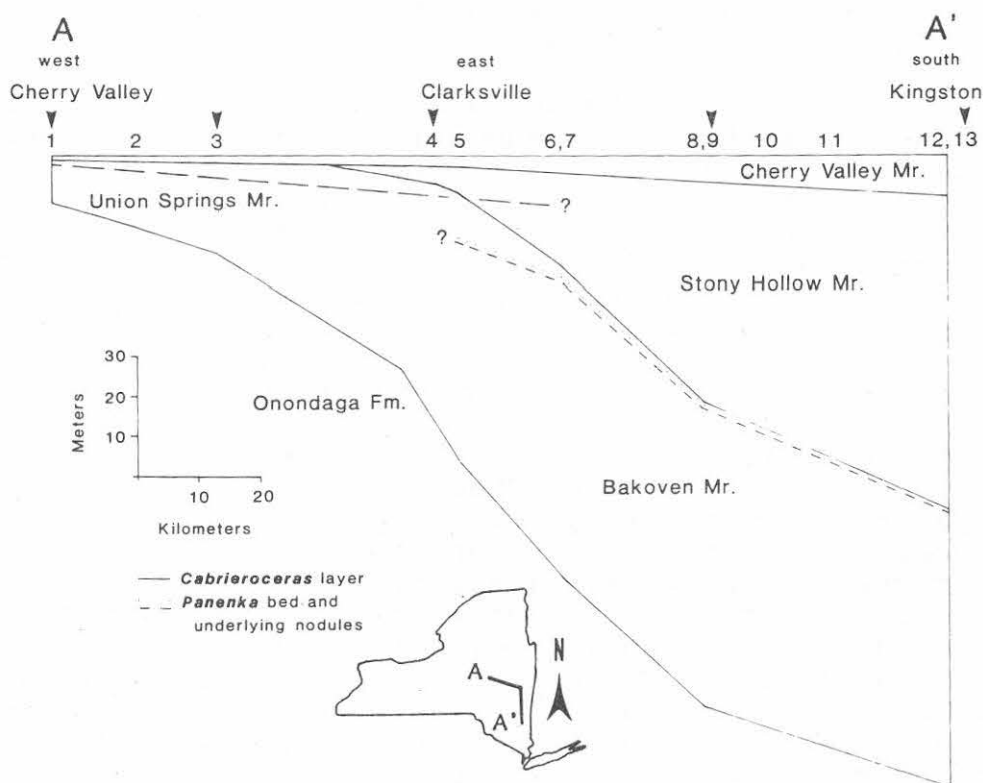 A A'
west east south
Cherry Valley Clarksville Kingston
1 2 3 4 5 6,7 8,9 10 11 12,13
Cherry Valley Mr.
Union Springs Mr. ?
?
Stony Hollow Mr.
30
20
10
Meters
Onondaga Fm.
Bakoven Mr.
10 20
Kilometers
Cabrieroceras layer
Panenka bed and
underlying nodules
N
A
A'